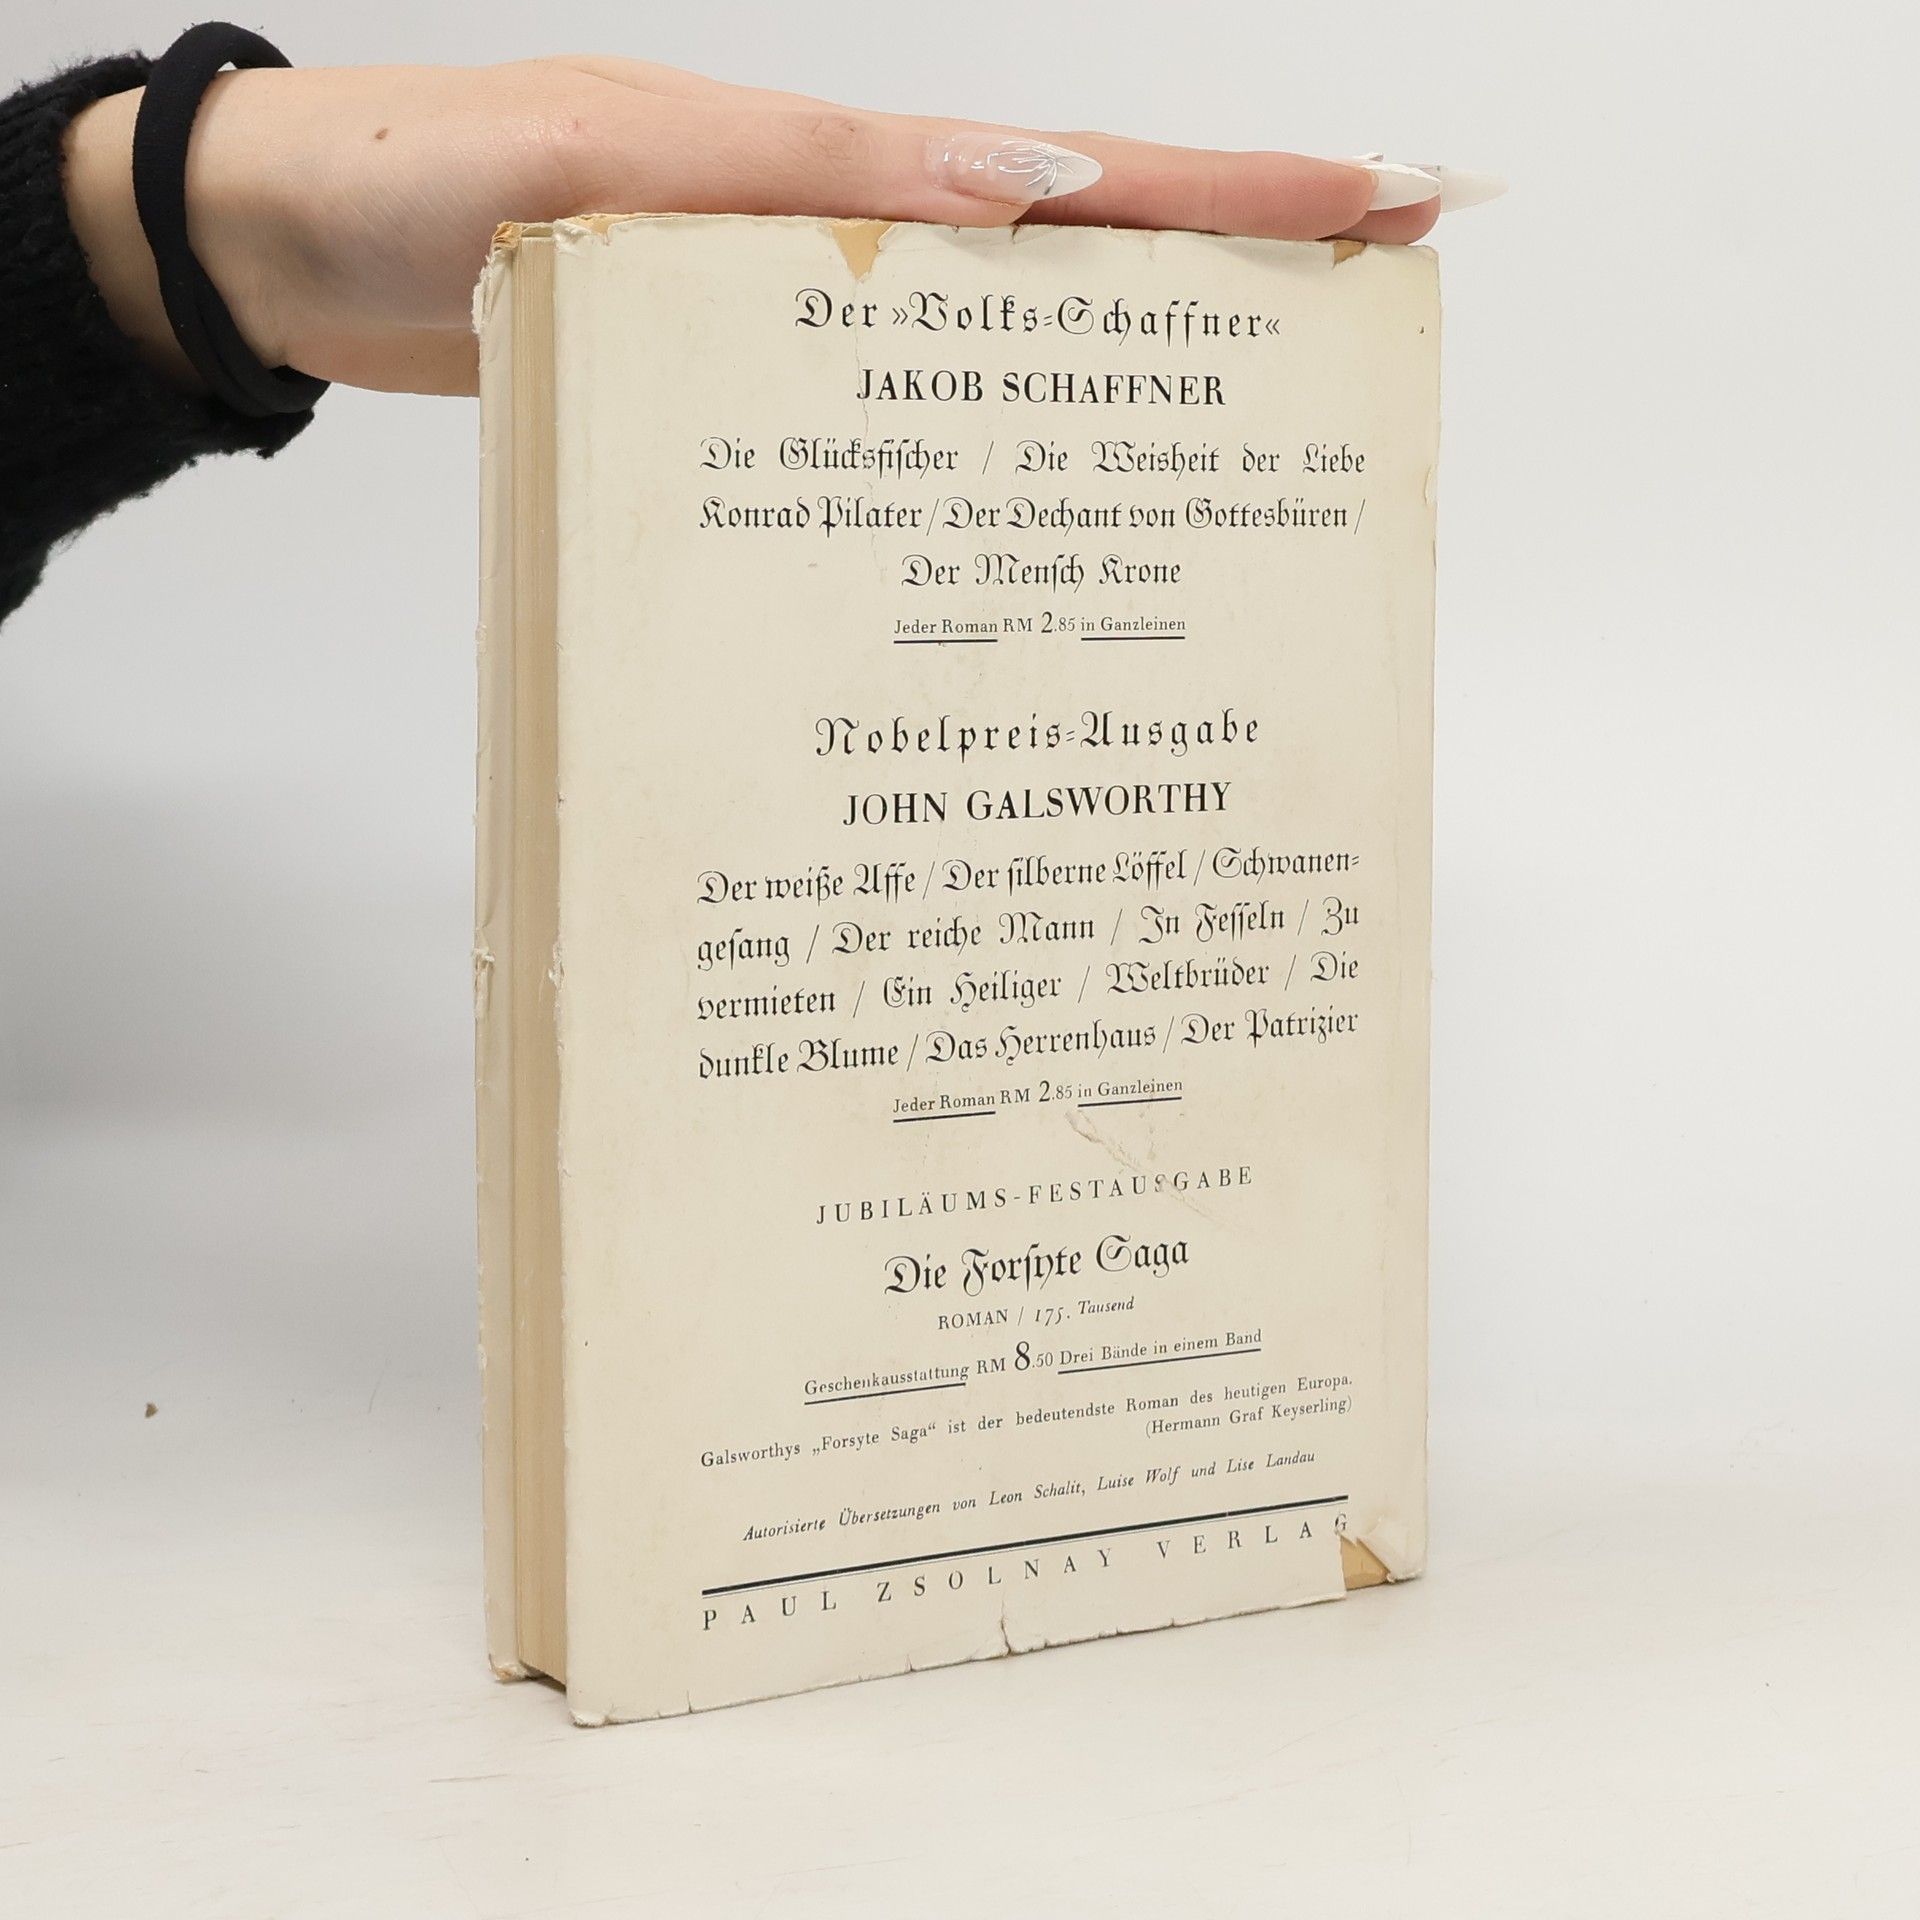 Der »Volks-Schaffner«
JAKOB SCHAFFNER
Die Glücksfischer / Die Weisheit der Liebe
Konrad Pilater / Der Dechant von Gottesbüren /
Der Mensch Krone
Jeder Roman RM 2.85 in Ganzleinen
Nobelpreis-Ausgabe
JOHN GALSWORTHY
Der weiße Affe / Der silberne Löffel / Schwanen-
gesang / Der reiche Mann / In Fesseln / Zu
vermieten / Ein Heiliger / Weltbrüder / Die
dunkle Blume / Das Herrenhaus / Der Patrizier
Jeder Roman RM 2.85 in Ganzleinen
JUBILÄUMS-FESTAUSGABE
Die Forsyte Saga
ROMAN / 175. Tausend
Geschenkausstattung RM 8.50 Drei Bände in einem Band
Galsworthys „Forsyte Saga“ ist der bedeutendste Roman des heutigen Europa.
(Hermann Graf Keyserling)
Autorisierte Übersetzungen von Leon Schalit, Luise Wolf und Lise Landau
PAUL ZSOLNAY VERLAG